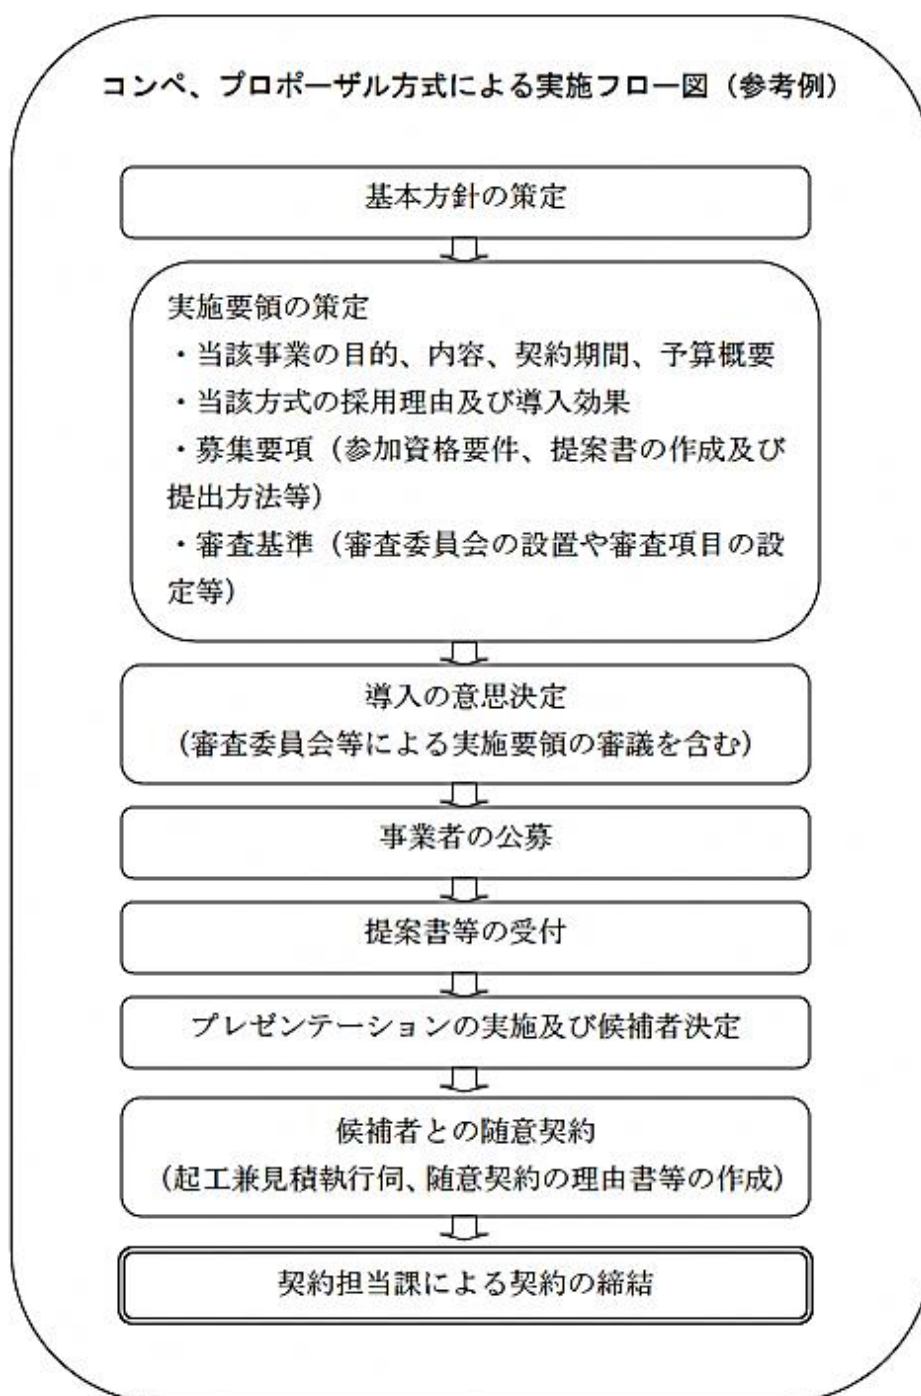 コンペ、プロポーザル方式による実施フロー図（参考例）
基本方針の策定
実施要領の策定
・当該事業の目的、内容、契約期間、予算概要
・当該方式の採用理由及び導入効果
・募集要項（参加資格要件、提案書の作成及び
提出方法等）
・審査基準（審査委員会の設置や審査項目の設
定等）
導入の意思決定
（審査委員会等による実施要領の審議を含む）
事業者の公募
提案書等の受付
プレゼンテーションの実施及び候補者決定
候補者との随意契約
（起工兼見積執行伺、随意契約の理由書等の作成）
契約担当課による契約の締結